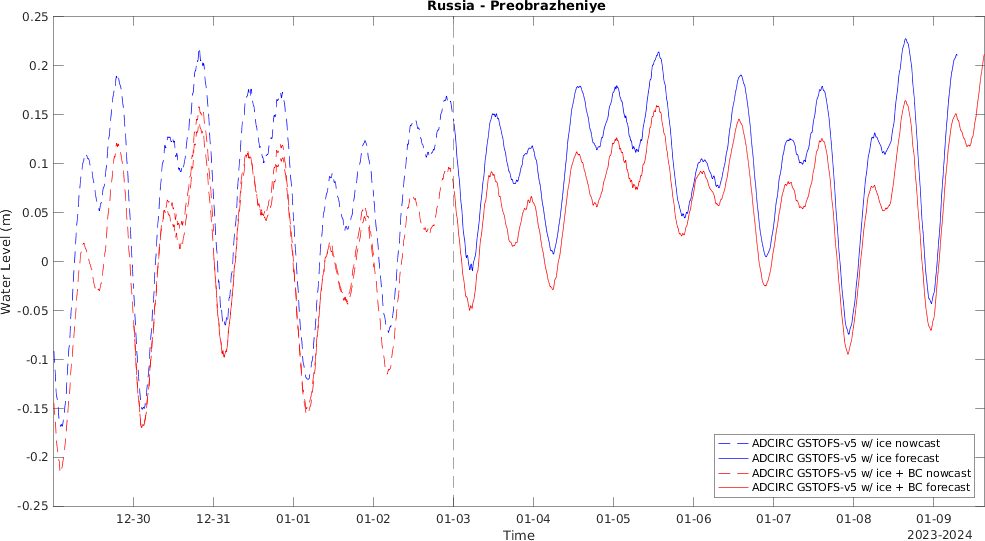 Russia - Preobrazheniye
Water Level (m)
0.25
0.2
0.15
0.1
0.05
0
-0.05
-0.1
-0.15
-0.2
-0.25
ADCIRC GSTOFS-v5 w/ ice nowcast
ADCIRC GSTOFS-v5 w/ ice forecast
ADCIRC GSTOFS-v5 w/ ice + BC nowcast
ADCIRC GSTOFS-v5 w/ ice + BC forecast
12-30 12-31 01-01 01-02 01-03 01-04 01-05 01-06 01-07 01-08 01-09
Time
2023-2024